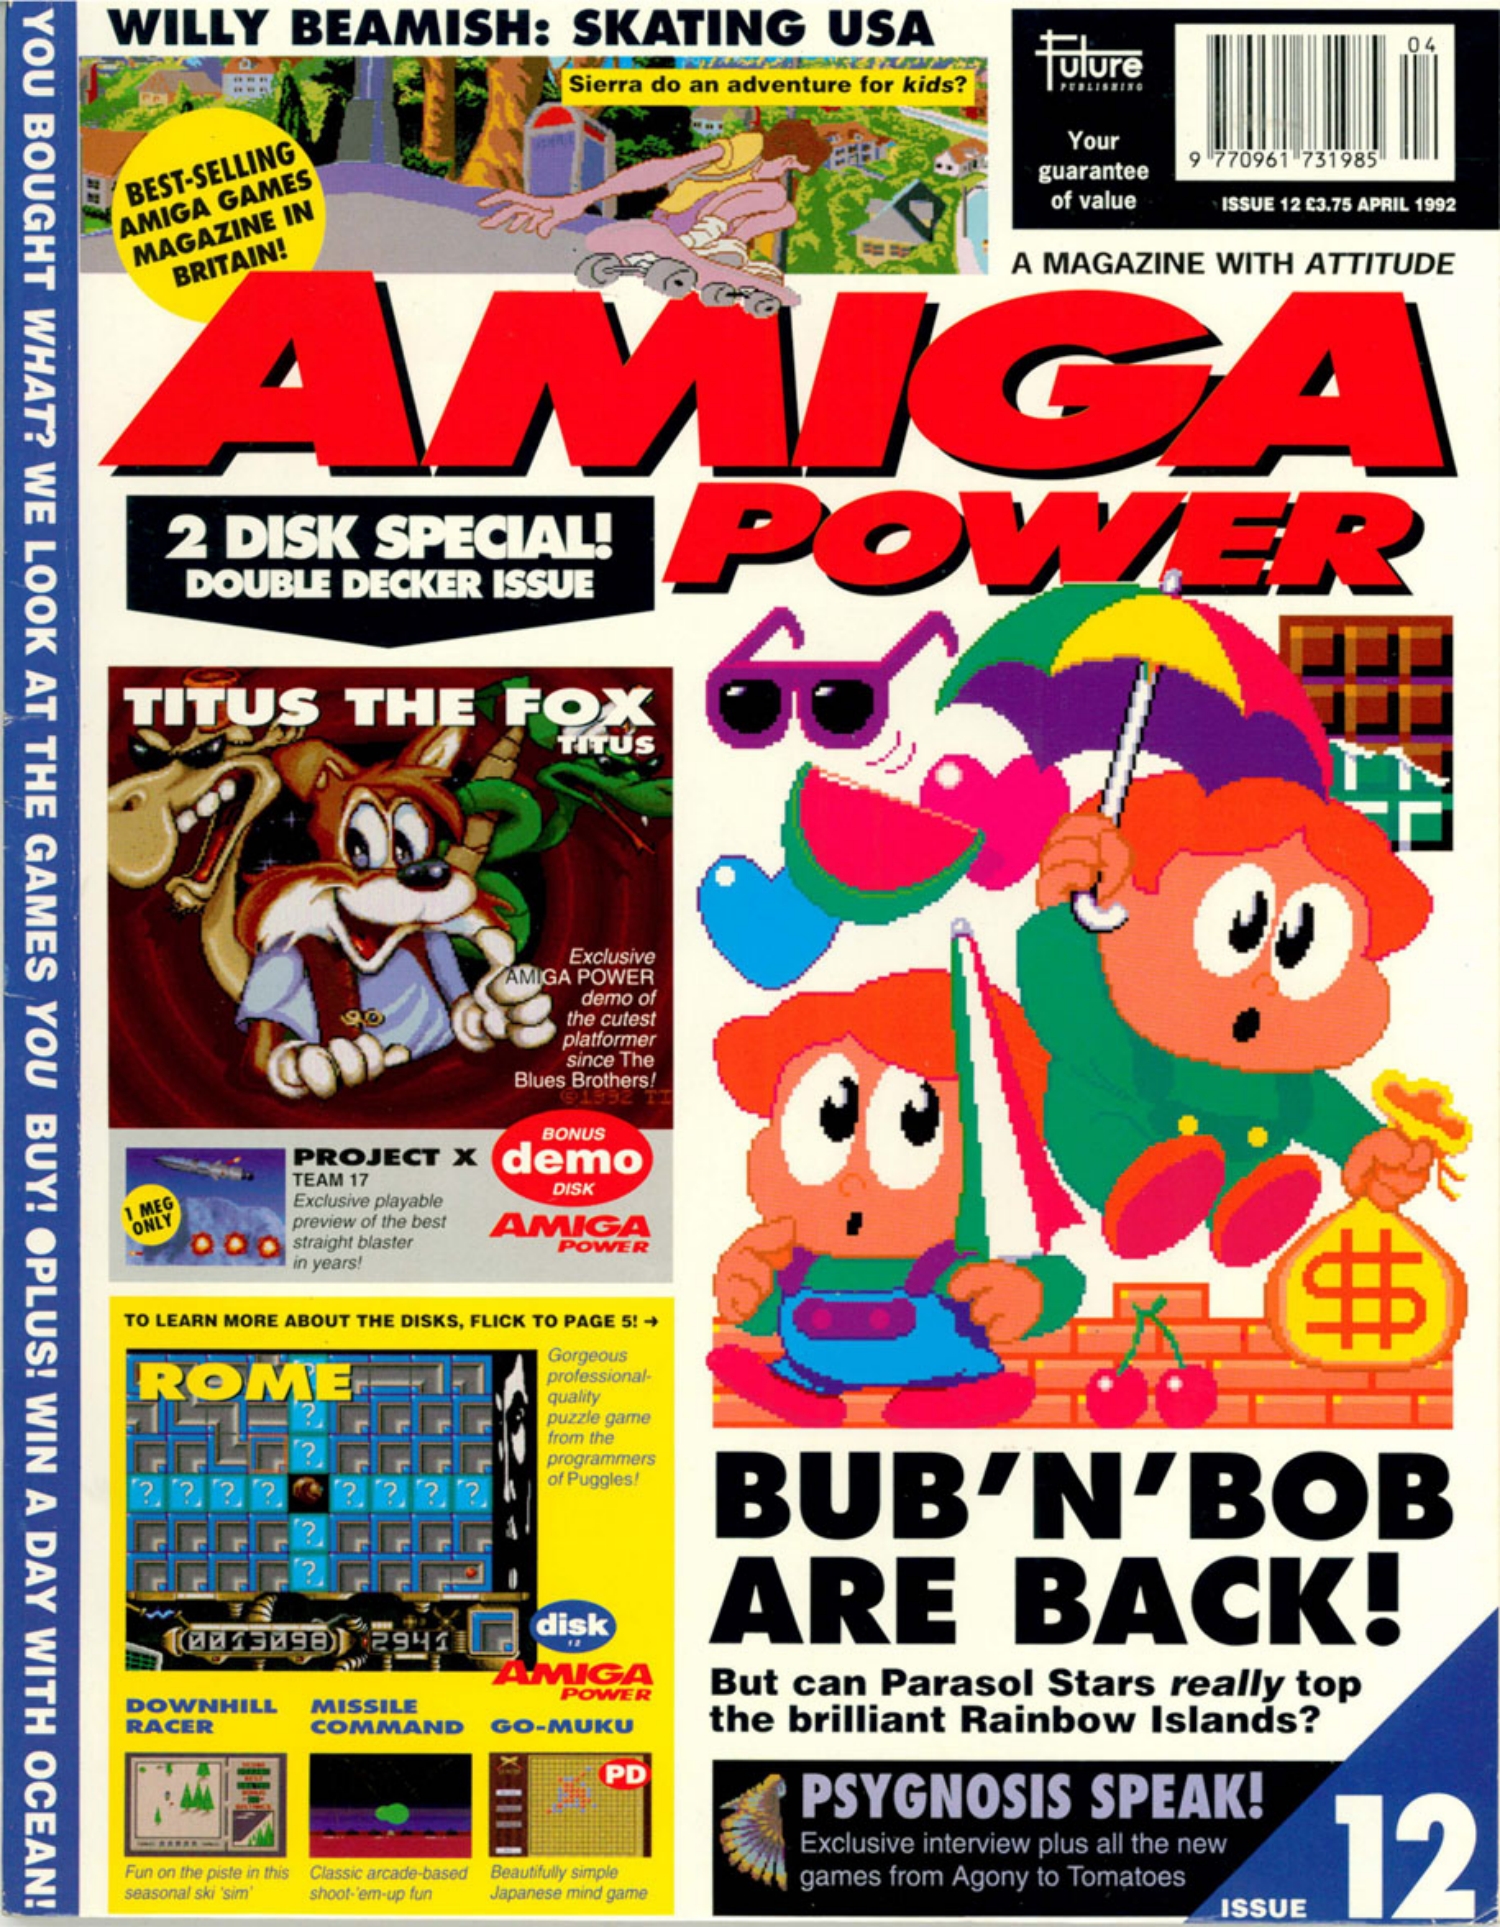 YOU BOUGHT WHAT? WE LOOK AT THE GAMES YOU BUY! ●PLUS! WIN A DAY WITH OCEAN!
WILLY BEAMISH: SKATING USA
Sierra do an adventure for kids?
BEST-SELLING
AMIGA GAMES
MAGAZINE IN
BRITAIN!
Future
PUBLISHING
Your
guarantee
of value
04
9 770961 731985
ISSUE 12 £3.75 APRIL 1992
A MAGAZINE WITH ATTITUDE
AMIGA
POWER
2 DISK SPECIAL!
DOUBLE DECKER ISSUE
TITUS THE FOX
TITUS
Exclusive
AMIGA POWER
demo of
the cutest
platformer
since The
Blues Brothers!
©1992 TI
1 MEG
ONLY
PROJECT X
TEAM 17
Exclusive playable
preview of the best
straight blaster
in years!
BONUS
demo
DISK
AMIGA
POWER
TO LEARN MORE ABOUT THE DISKS, FLICK TO PAGE 5! →
ROME
Gorgeous
professional-
quality
puzzle game
from the
programmers
of Puggles!
?
?
?
? ? ? ? ? ? ? ?
?
?
0013098 2941
disk
12
AMIGA
POWER
DOWNHILL
RACER
Fun on the piste in this
seasonal ski 'sim'
MISSILE
COMMAND
Classic arcade-based
shoot-'em-up fun
GO-MUKU
PD
Beautifully simple
Japanese mind game
$
BUB'N'BOB
ARE BACK!
But can Parasol Stars really top
the brilliant Rainbow Islands?
PSYGNOSIS SPEAK!
Exclusive interview plus all the new
games from Agony to Tomatoes
ISSUE 12